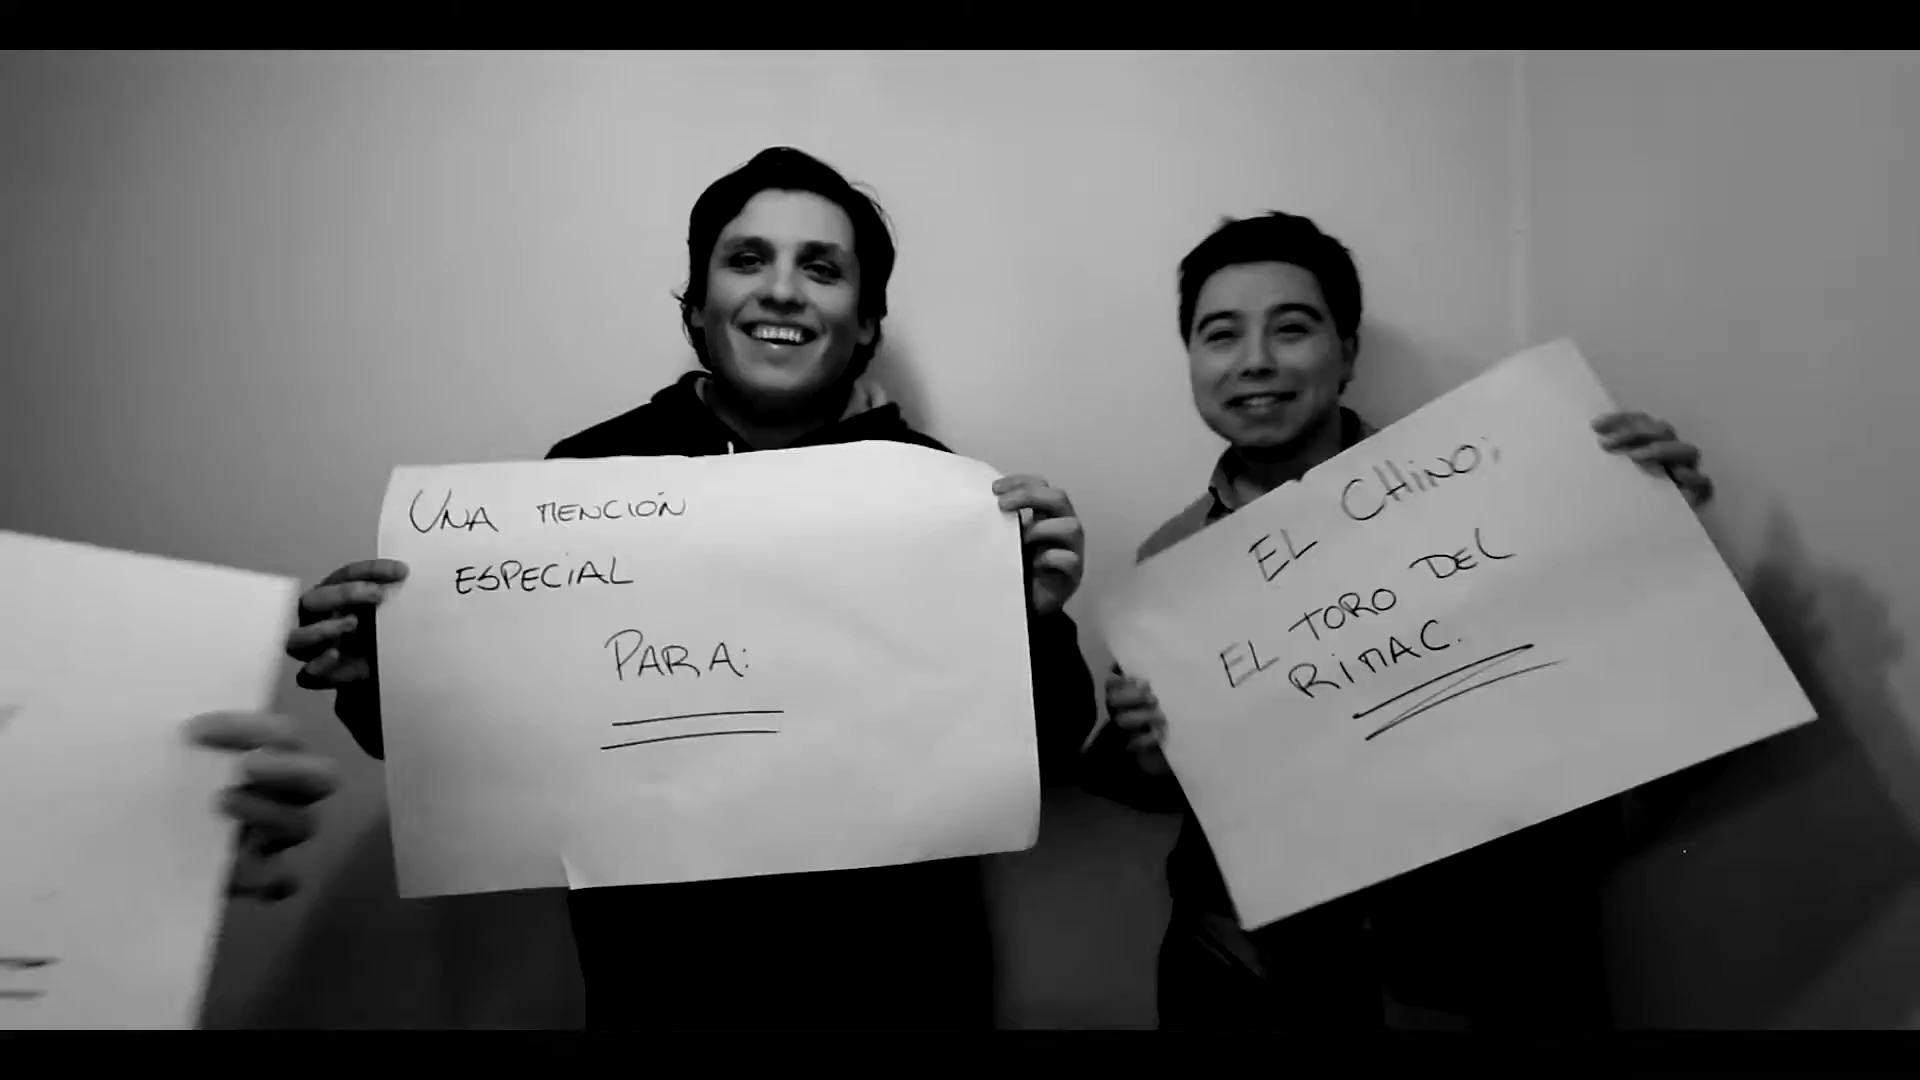 UNA MENCIÓN
ESPECIAL
PARA:
EL CHINO;
EL TORO DEL
RIMAC.